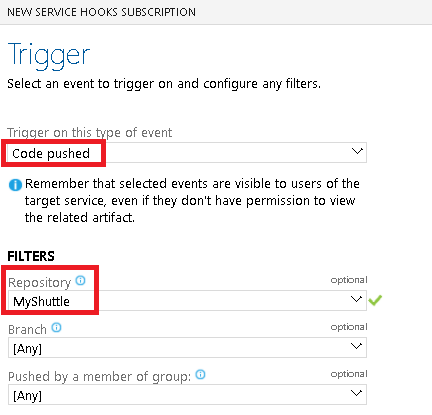 NEW SERVICE HOOKS SUBSCRIPTION
Trigger
Select an event to trigger on and configure any filters.
Trigger on this type of event
Code pushed
Remember that selected events are visible to users of the
target service, even if they don't have permission to view
the related artifact.
FILTERS
Repository optional
MyShuttle
Branch optional
[Any]
Pushed by a member of group: optional
[Any]